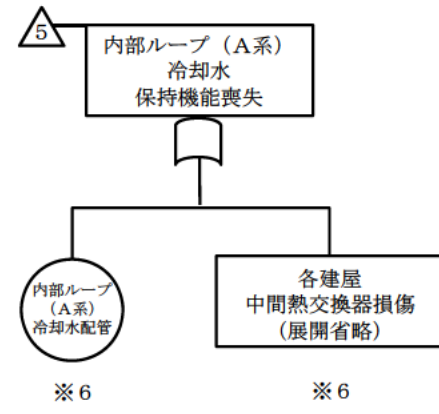 5
内部ループ（A系）
冷却水
保持機能喪失
内部ループ
（A系）
冷却水配管
各建屋
中間熱交換器損傷
(展開省略)
※6
※6